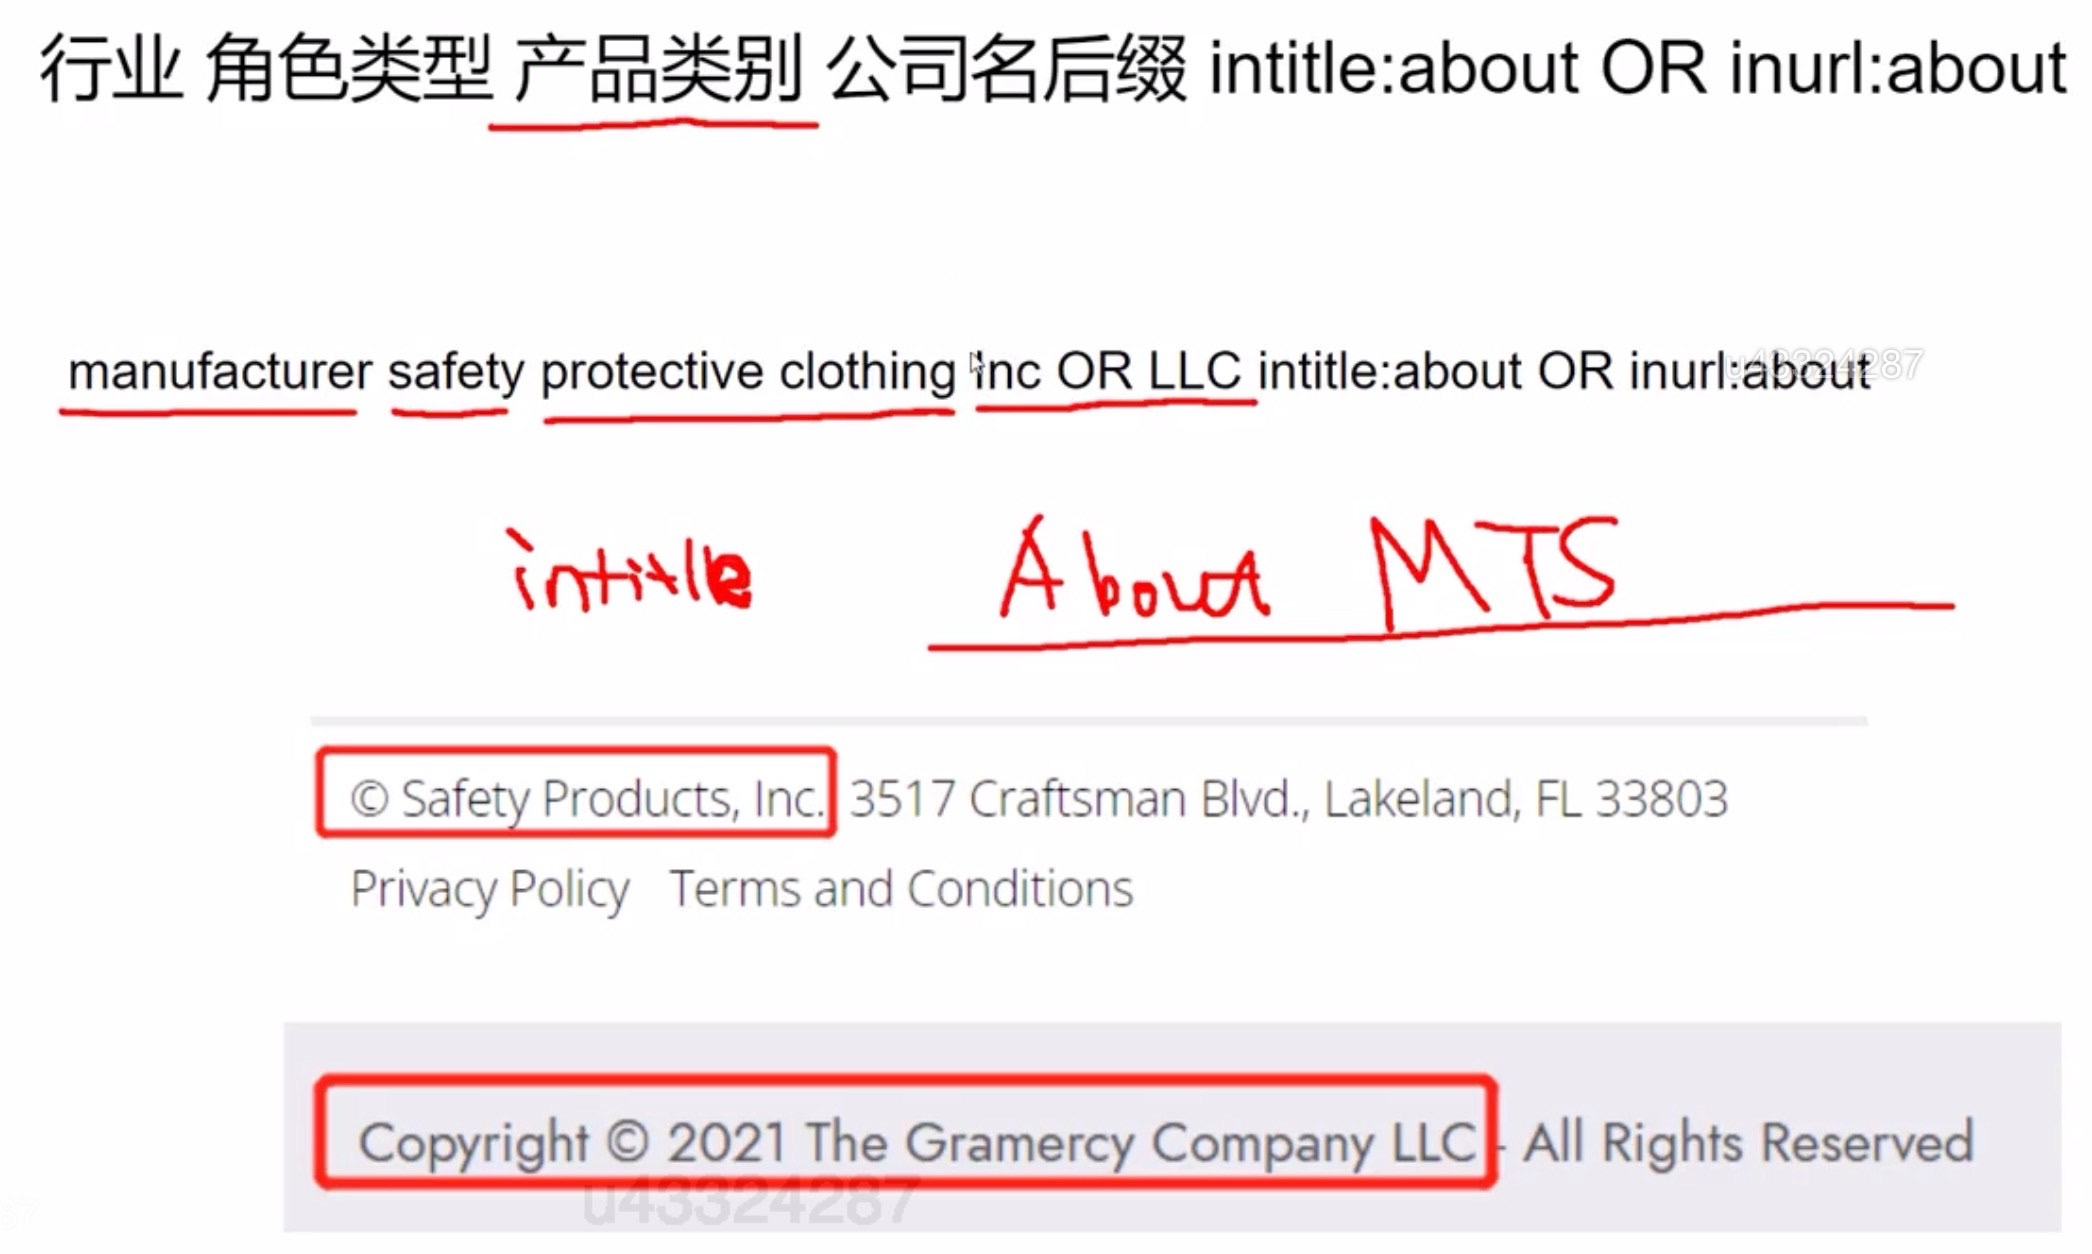 行业 角色类型 产品类别 公司名后缀 intitle:about OR inurl:about
manufacturer safety protective clothing Inc OR LLC intitle:about OR inurl:about
u43324287
intitle About MTS
© Safety Products, Inc. 3517 Craftsman Blvd., Lakeland, FL 33803
Privacy Policy Terms and Conditions
Copyright © 2021 The Gramercy Company LLC - All Rights Reserved
u43324287